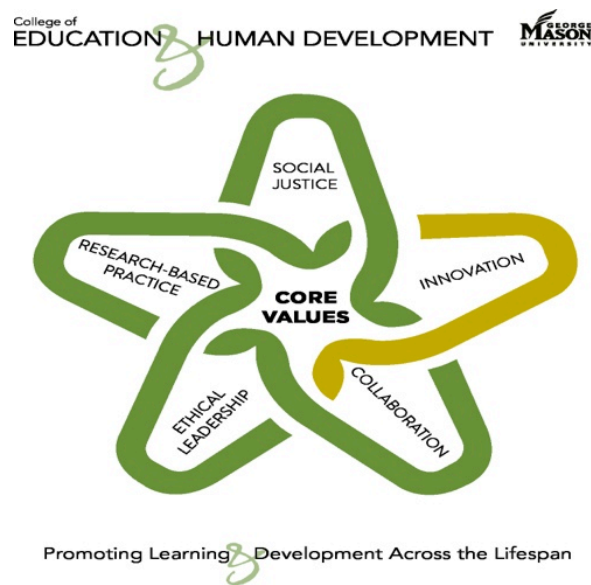 College of
EDUCATION & HUMAN DEVELOPMENT
GEORGE
MASON
UNIVERSITY
SOCIAL
JUSTICE
RESEARCH-BASED
PRACTICE
INNOVATION
CORE
VALUES
ETHICAL
LEADERSHIP
COLLABORATION
Promoting Learning & Development Across the Lifespan